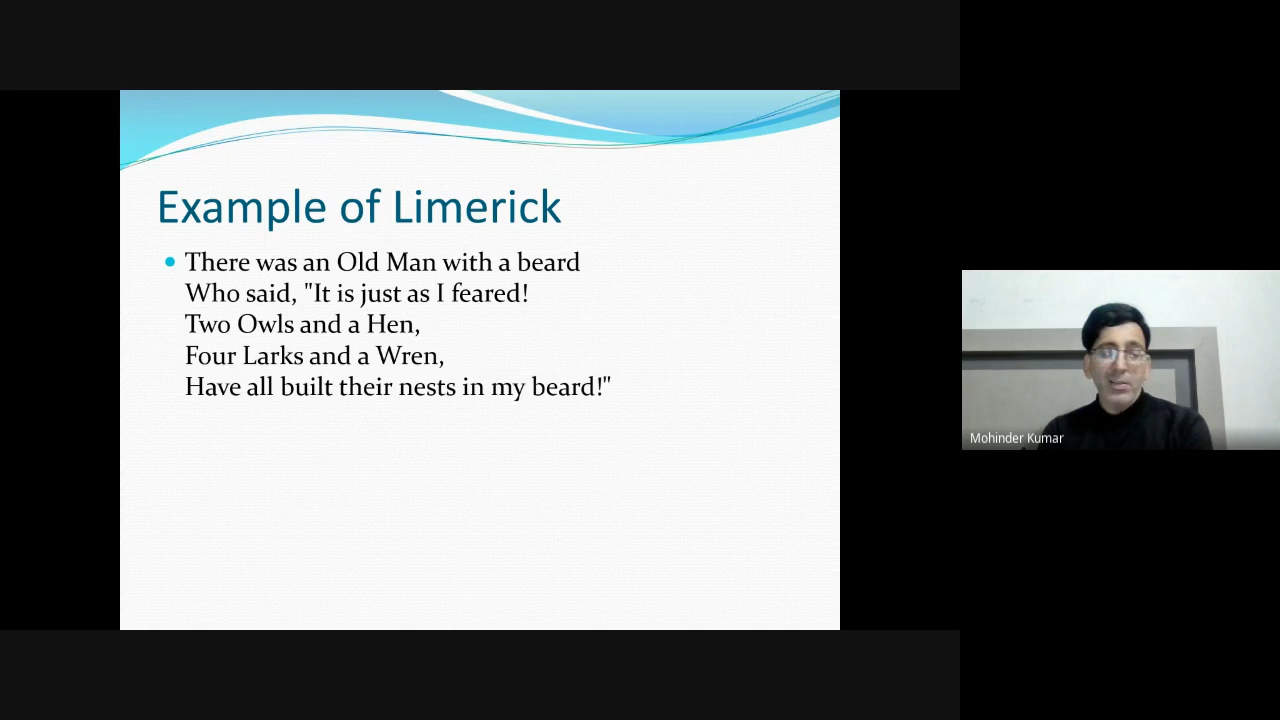 Example of Limerick
There was an Old Man with a beard
Who said, "It is just as I feared!
Two Owls and a Hen,
Four Larks and a Wren,
Have all built their nests in my beard!"
Mohinder Kumar